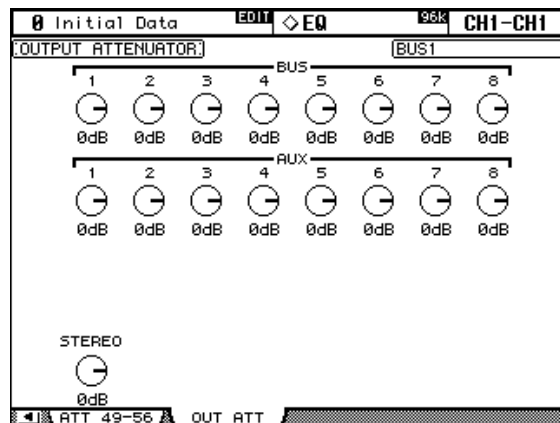 0 Initial Data EDIT ◇EQ 96k CH1-CH1
OUTPUT ATTENUATOR BUS1
BUS
1 2 3 4 5 6 7 8
0dB 0dB 0dB 0dB 0dB 0dB 0dB 0dB
AUX
1 2 3 4 5 6 7 8
0dB 0dB 0dB 0dB 0dB 0dB 0dB 0dB
STEREO
0dB
ATT 49-56 OUT ATT